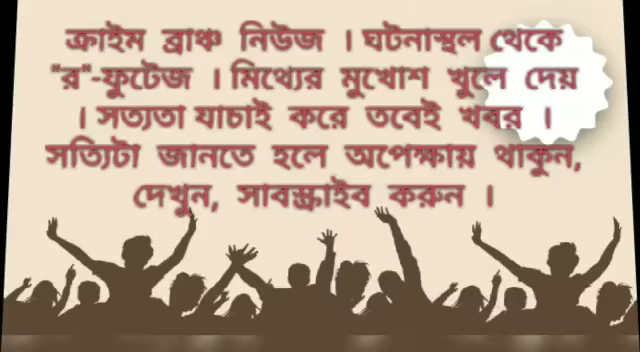 ক্রাইম ব্রাঞ্চ নিউজ । ঘটনাস্থল থেকে
"র"-ফুটেজ । মিথ্যের মুখোশ খুলে দেয়
। সত্যতা যাচাই করে তবেই খবর ।
সত্যিটা জানতে হলে অপেক্ষায় থাকুন,
দেখুন, সাবস্ক্রাইব করুন ।